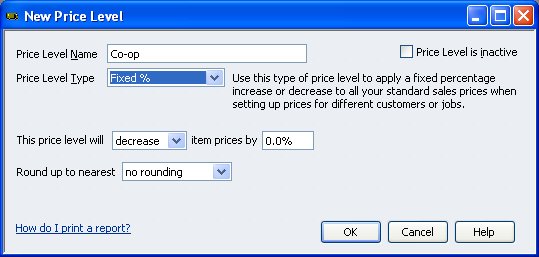 New Price Level
Price Level Name Co-op Price Level is inactive
Price Level Type Fixed % Use this type of price level to apply a fixed percentage
increase or decrease to all your standard sales prices when
setting up prices for different customers or jobs.
This price level will decrease item prices by 0.0%
Round up to nearest no rounding
How do I print a report? OK Cancel Help